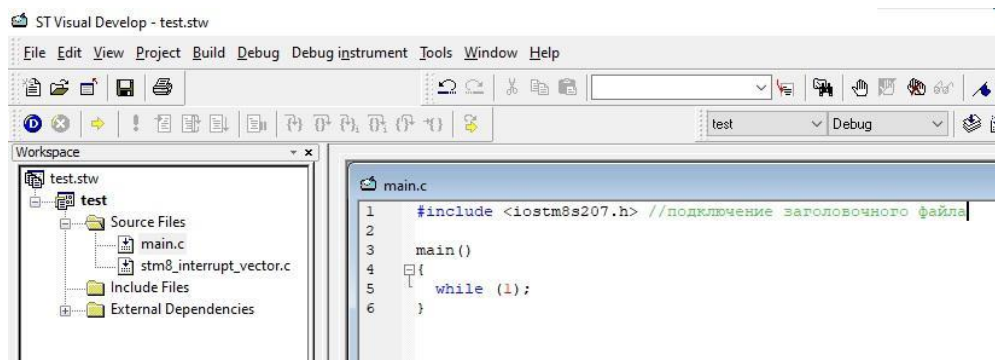 ST Visual Develop - test.stw
File Edit View Project Build Debug Debug instrument Tools Window Help
test Debug
Workspace
test.stw
test
Source Files
main.c
stm8_interrupt_vector.c
Include Files
External Dependencies
main.c
1 #include <iostm8s207.h> //подключение заголовочного файла
2
3 main()
4 {
5 while (1);
6 }